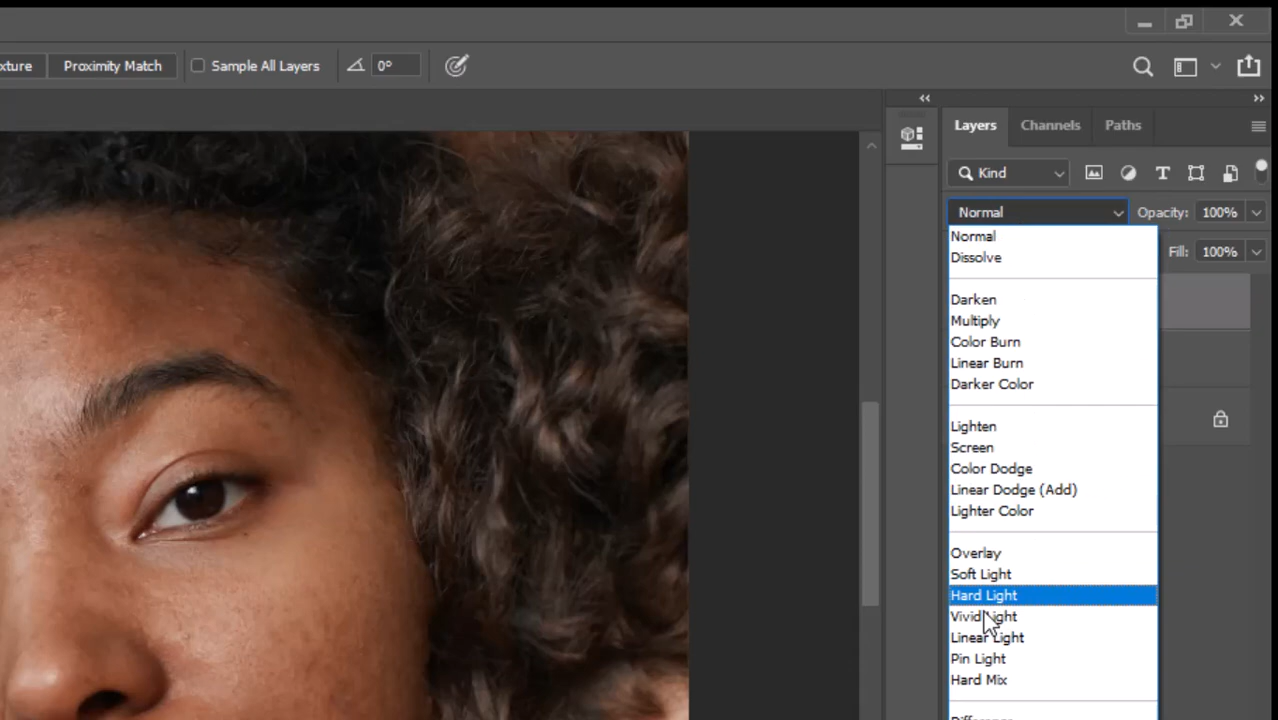 xture Proximity Match Sample All Layers 0°
Layers Channels Paths
Kind
Normal Opacity: 100%
Fill: 100%
Normal
Dissolve
Darken
Multiply
Color Burn
Linear Burn
Darker Color
Lighten
Screen
Color Dodge
Linear Dodge (Add)
Lighter Color
Overlay
Soft Light
Hard Light
Vivid Light
Linear Light
Pin Light
Hard Mix